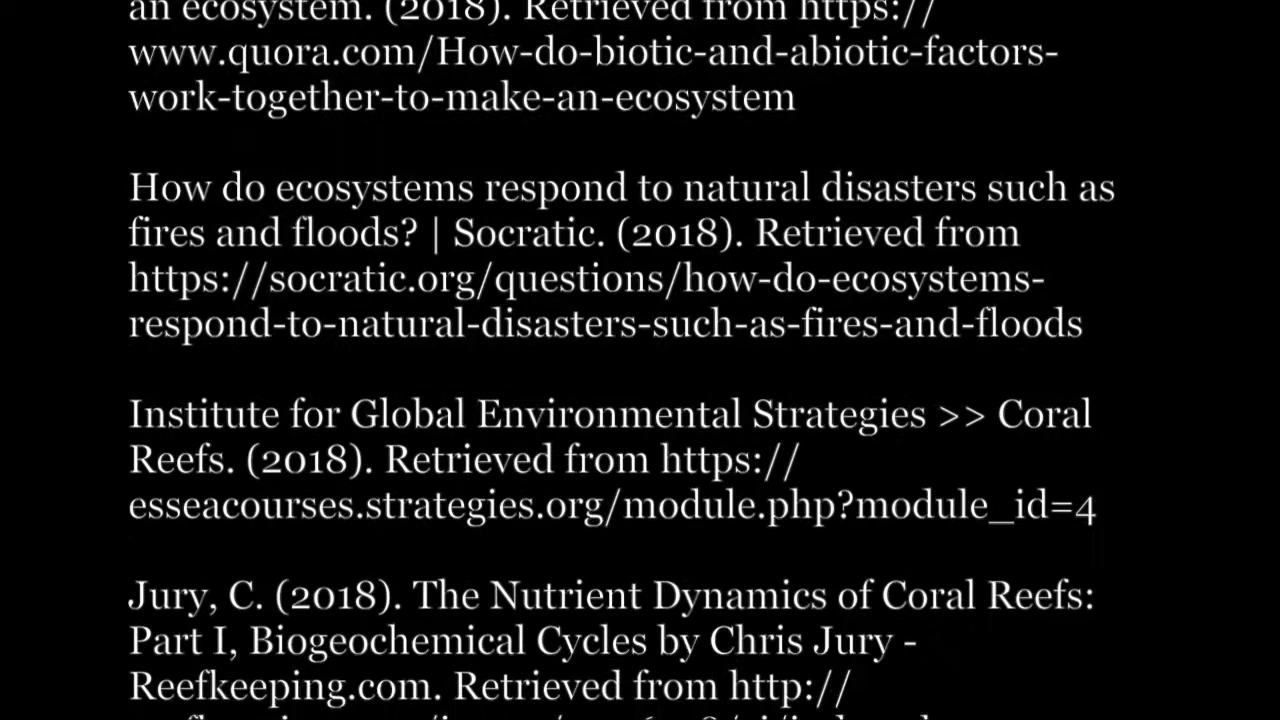 an ecosystem. (2018). Retrieved from https://
www.quora.com/How-do-biotic-and-abiotic-factors-
work-together-to-make-an-ecosystem
How do ecosystems respond to natural disasters such as
fires and floods? | Socratic. (2018). Retrieved from
https://socratic.org/questions/how-do-ecosystems-
respond-to-natural-disasters-such-as-fires-and-floods
Institute for Global Environmental Strategies >> Coral
Reefs. (2018). Retrieved from https://
esseacourses.strategies.org/module.php?module_id=4
Jury, C. (2018). The Nutrient Dynamics of Coral Reefs:
Part I, Biogeochemical Cycles by Chris Jury -
Reefkeeping.com. Retrieved from http://